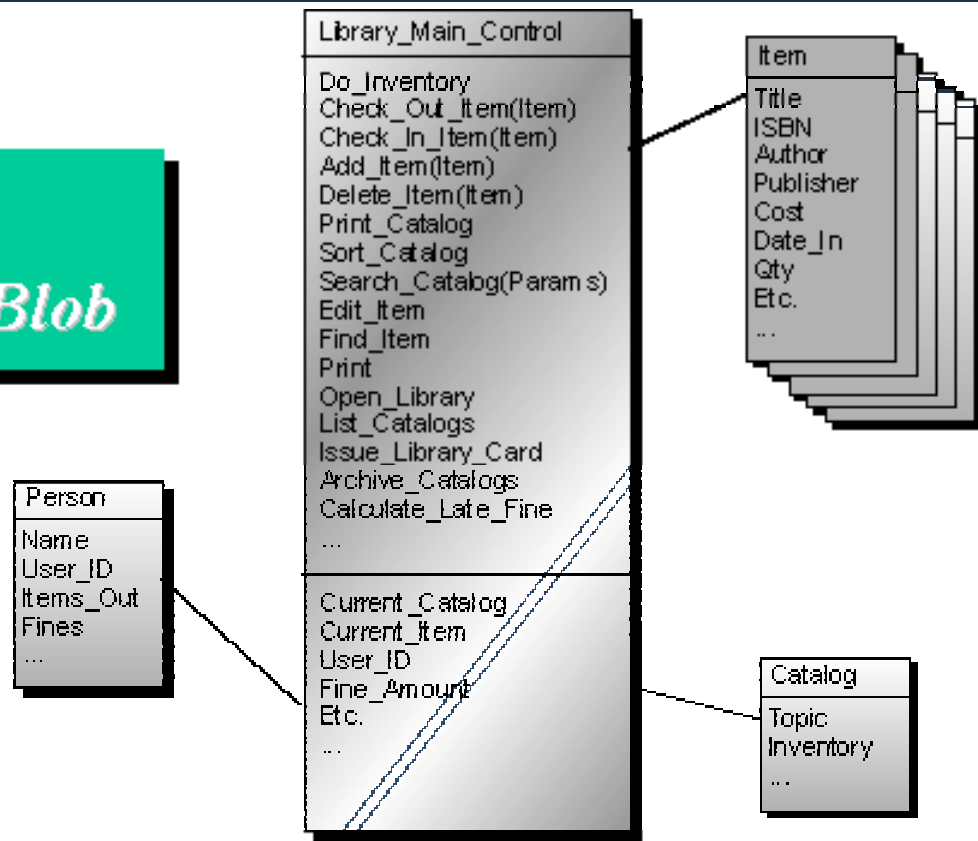 Library_Main_Control
Do_Inventory
Check_Out_Item(Item)
Check_In_Item(Item)
Add_Item(Item)
Delete_Item(Item)
Print_Catalog
Sort_Catalog
Search_Catalog(Params)
Edit_Item
Find_Item
Print
Open_Library
List_Catalogs
Issue_Library_Card
Archive_Catalogs
Calculate_Late_Fine
...
Current_Catalog
Current_Item
User_ID
Fine_Amount
Etc.
...
Item
Title
ISBN
Author
Publisher
Cost
Date_In
Qty
Etc.
...
Blob
Person
Name
User_ID
Items_Out
Fines
...
Catalog
Topic
Inventory
...